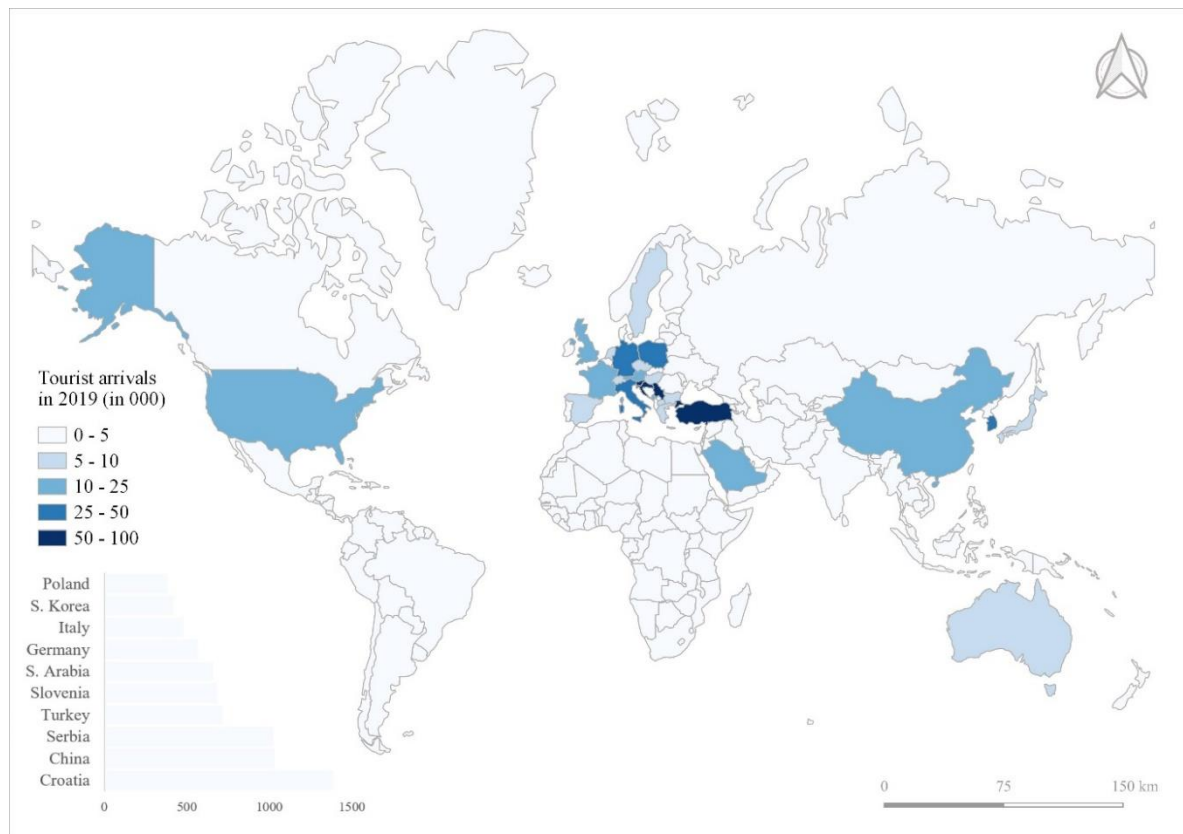 Tourist arrivals
in 2019 (in 000)
0 - 5
5 - 10
10 - 25
25 - 50
50 - 100
Poland
S. Korea
Italy
Germany
S. Arabia
Slovenia
Turkey
Serbia
China
Croatia
0 500 1000 1500
0 75 150 km